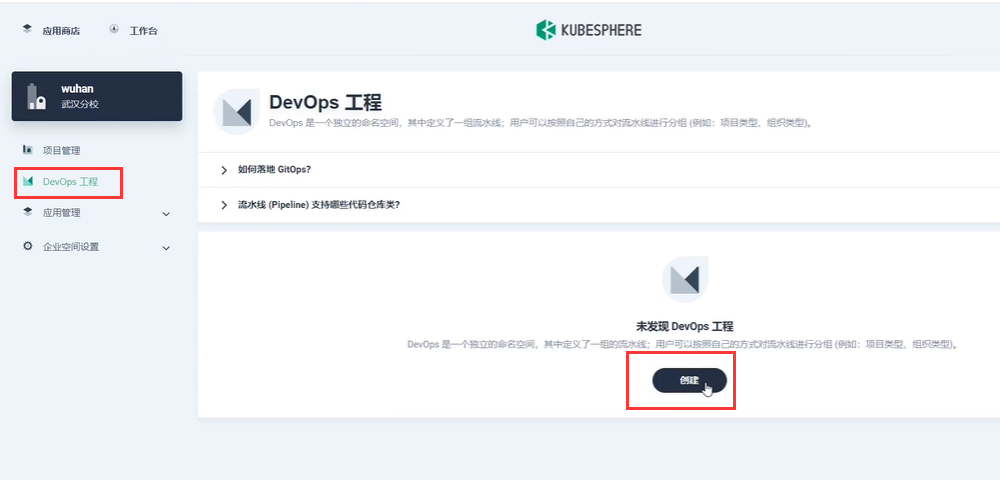 应用商店
工作台
KUBESPHERE
wuhan
武汉分校
项目管理
DevOps 工程
应用管理
企业空间设置
DevOps 工程
DevOps 是一个独立的命名空间，其中定义了一组流水线；用户可以按照自己的方式对流水线进行分组 (例如：项目类型、组织类型)。
如何落地 GitOps?
流水线 (Pipeline) 支持哪些代码仓库类?
未发现 DevOps 工程
DevOps 是一个独立的命名空间，其中定义了一组的流水线；用户可以按照自己的方式对流水线进行分组 (例如：项目类型、组织类型)。
创建